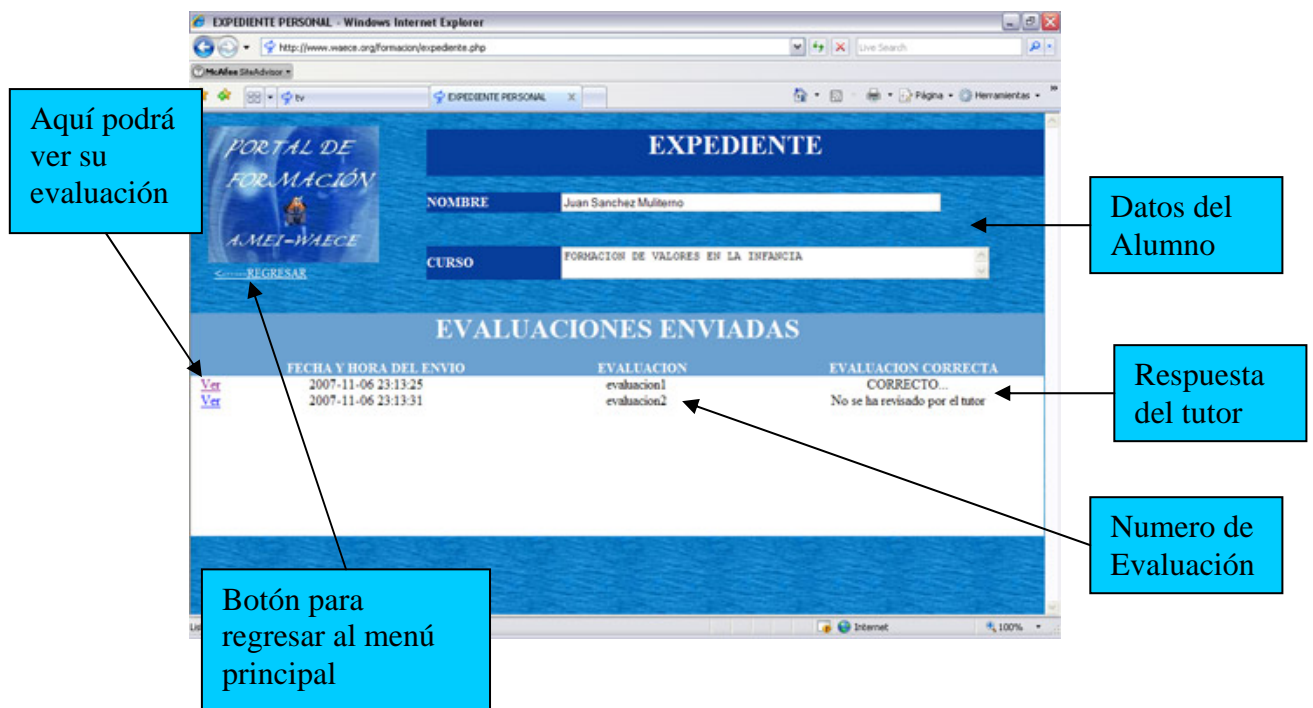 EXPEDIENTE PERSONAL - Windows Internet Explorer
http://www.waece.org/formacion/expediente.php
Live Search
McAfee SiteAdvisor
tv
EXPEDIENTE PERSONAL
Página
Herramientas
Aquí podrá
ver su
evaluación
PORTAL DE
FORMACIÓN
AMEI-WAECE
<------REGRESAR
EXPEDIENTE
NOMBRE
Juan Sanchez Muliterno
CURSO
FORMACION DE VALORES EN LA INFANCIA
Datos del
Alumno
EVALUACIONES ENVIADAS
FECHA Y HORA DEL ENVIO EVALUACION EVALUACION CORRECTA
Ver 2007-11-06 23:13:25 evaluacion1 CORRECTO...
Ver 2007-11-06 23:13:31 evaluacion2 No se ha revisado por el tutor
Respuesta
del tutor
Numero de
Evaluación
Botón para
regresar al menú
principal
Internet
100%